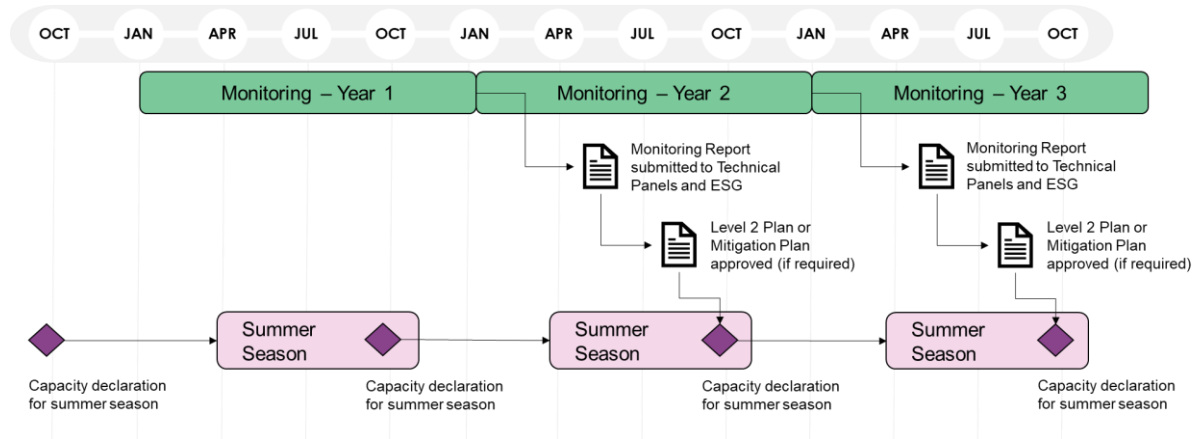 OCT JAN APR JUL OCT JAN APR JUL OCT JAN APR JUL OCT
Monitoring – Year 1 Monitoring – Year 2 Monitoring – Year 3
Monitoring Report
submitted to Technical
Panels and ESG
Monitoring Report
submitted to Technical
Panels and ESG
Level 2 Plan or
Mitigation Plan
approved (if required)
Level 2 Plan or
Mitigation Plan
approved (if required)
Summer
Season
Summer
Season
Summer
Season
Capacity declaration
for summer season
Capacity declaration
for summer season
Capacity declaration
for summer season
Capacity declaration
for summer season